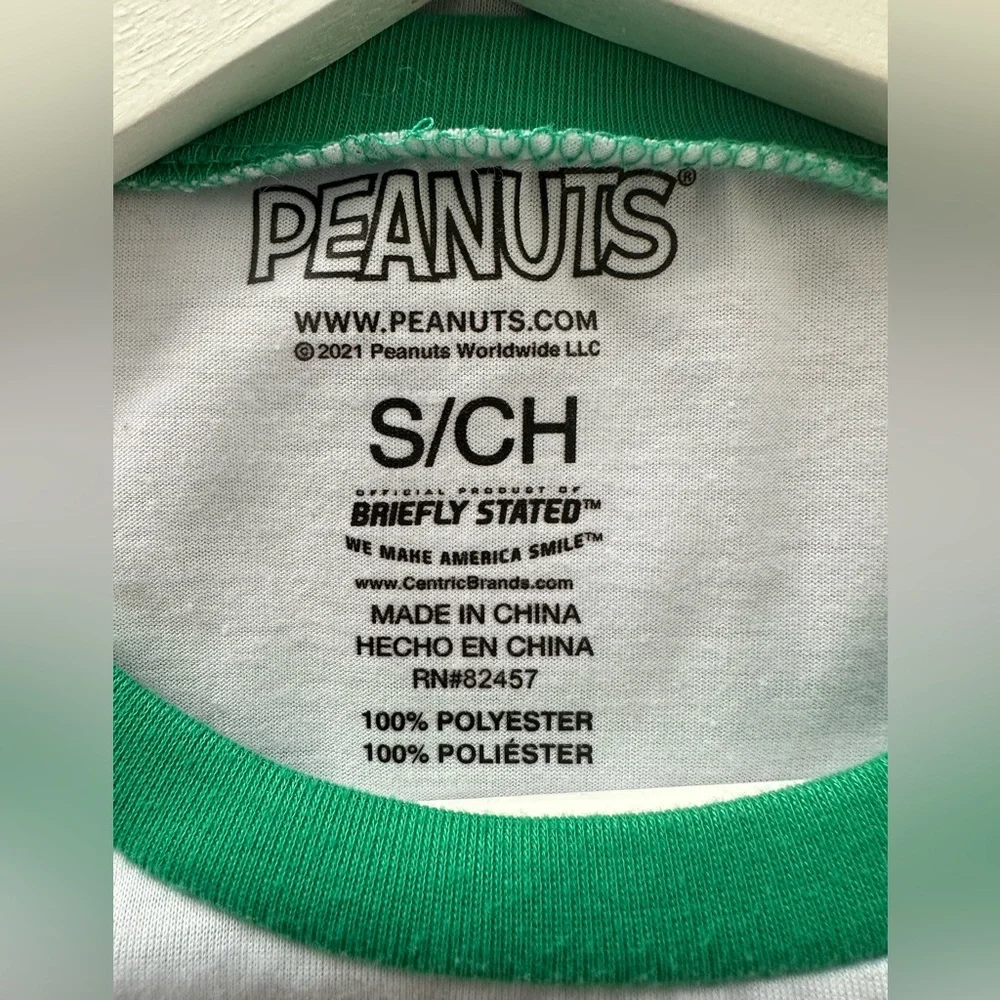 PEANUTS®
WWW.PEANUTS.COM
© 2021 Peanuts Worldwide LLC
S/CH
OFFICIAL PRODUCT OF
BRIEFLY STATED™
WE MAKE AMERICA SMILE™
www.CentricBrands.com
MADE IN CHINA
HECHO EN CHINA
RN#82457
100% POLYESTER
100% POLIÉSTER